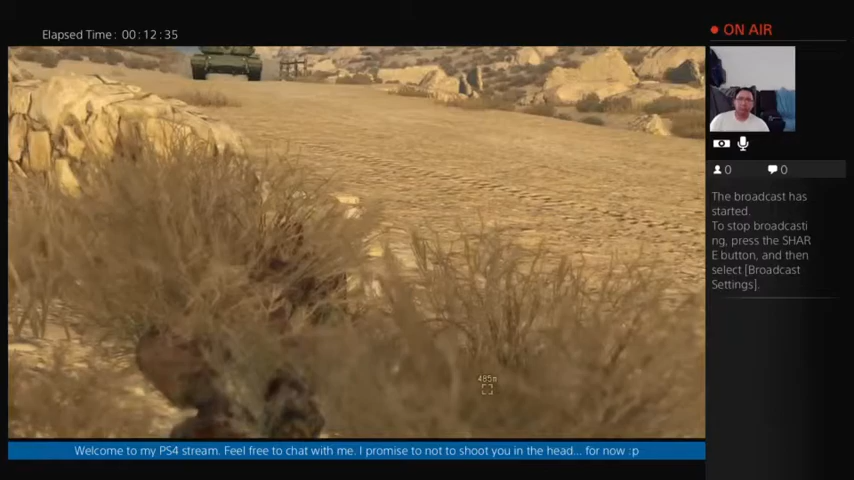 Elapsed Time: 00:12:35
ON AIR
0
0
The broadcast has
started.
To stop broadcasti
ng, press the SHAR
E button, and then
select [Broadcast
Settings].
485m
Welcome to my PS4 stream. Feel free to chat with me. I promise to not to shoot you in the head... for now :p